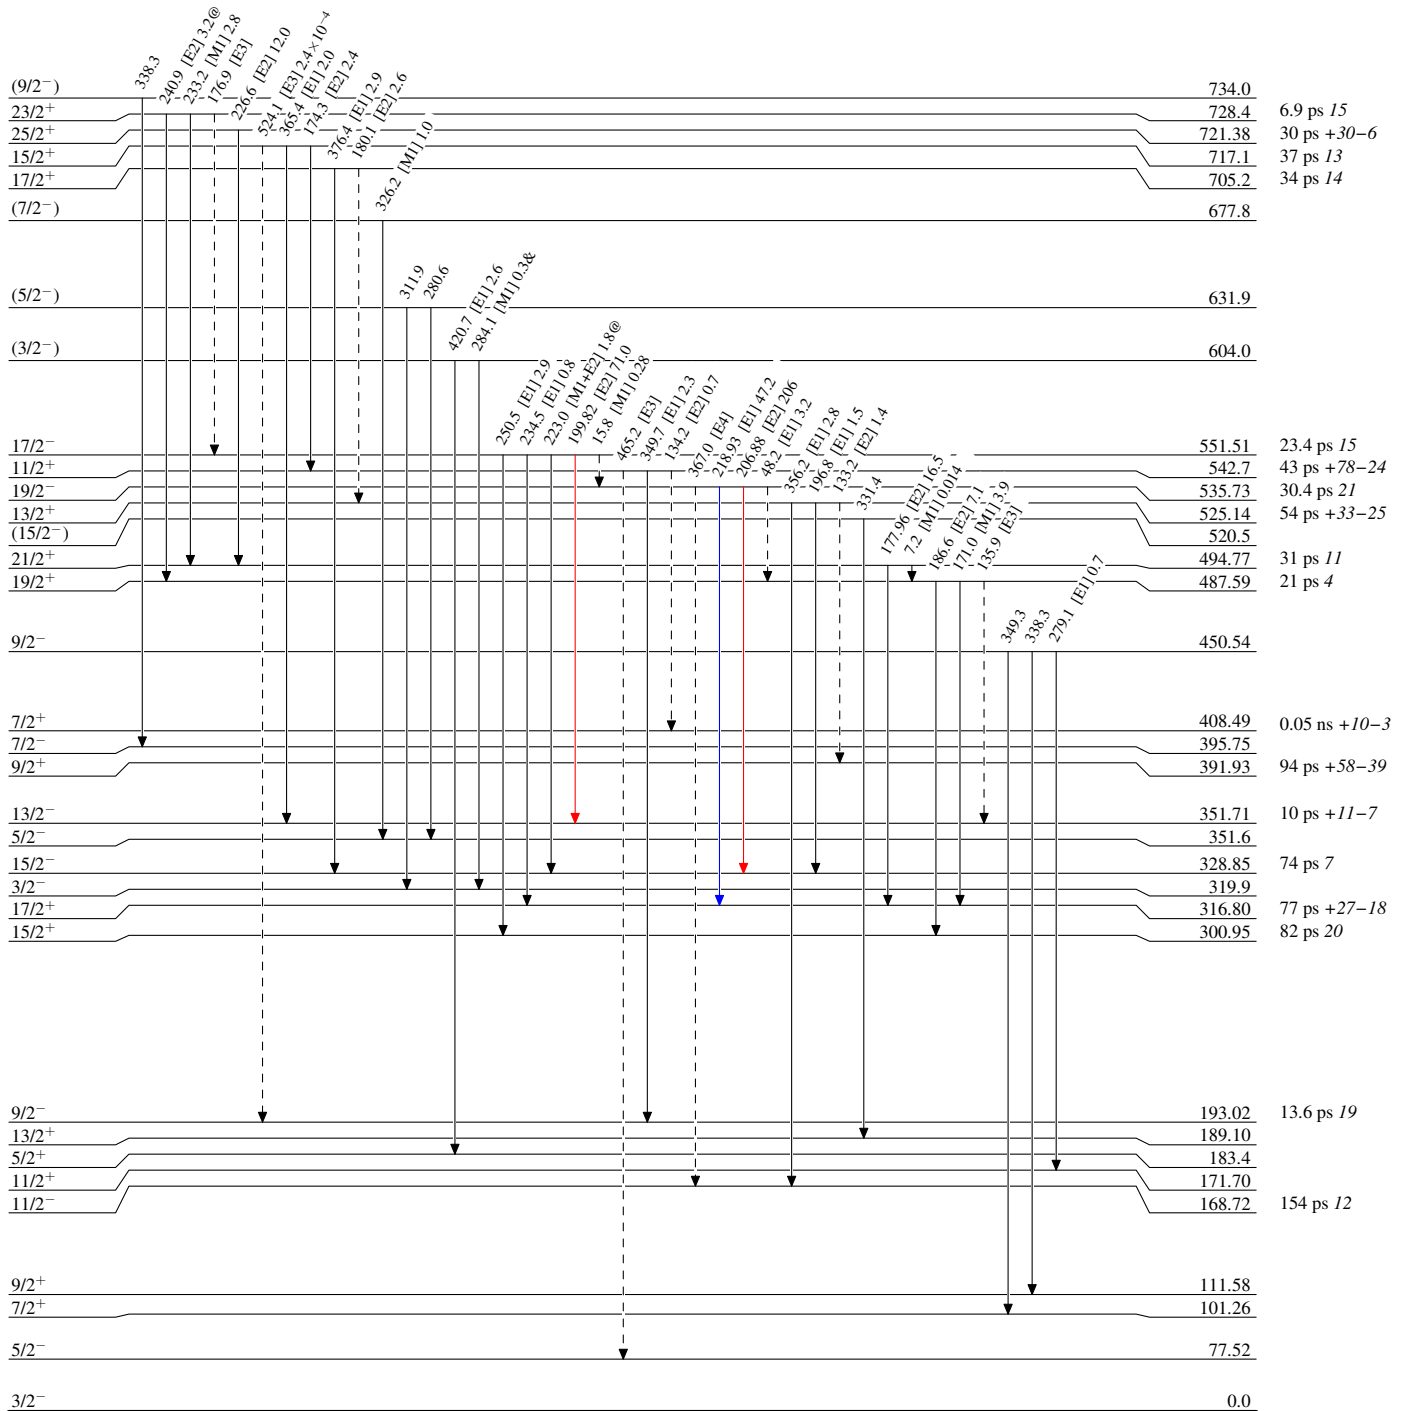 338.3
240.9 [E2] 3.2@
233.2 [M1] 2.8
176.9 [E3]
226.6 [E2] 12.0
524.1 [E3] 2.4×10⁻⁴
365.4 [E1] 2.0
174.3 [E2] 2.4
376.4 [E1] 2.9
180.1 [E2] 2.6
326.2 [M1] 1.0
311.9
280.6
420.7 [E1] 2.6
284.1 [M1] 0.3&
250.5 [E1] 2.9
234.5 [E1] 0.8
223.0 [M1+E2] 1.8@
199.82 [E2] 71.0
15.8 [M1] 0.28
465.2 [E3]
349.7 [E1] 2.3
134.2 [E2] 0.7
367.0 [E4]
218.93 [E1] 47.2
206.88 [E2] 206
48.2 [E1] 3.2
356.2 [E1] 2.8
196.8 [E1] 1.5
133.2 [E2] 1.4
331.4
177.96 [E2] 16.5
7.2 [M1] 0.014
186.6 [E2] 7.1
171.0 [M1] 3.9
135.9 [E3]
349.3
338.3
279.1 [E1] 0.7
(9/2⁻) 734.0
23/2⁺ 728.4 6.9 ps 15
25/2⁺ 721.38 30 ps +30−6
15/2⁺ 717.1 37 ps 13
17/2⁺ 705.2 34 ps 14
(7/2⁻) 677.8
(5/2⁻) 631.9
(3/2⁻) 604.0
17/2⁻ 551.51 23.4 ps 15
11/2⁺ 542.7 43 ps +78−24
19/2⁻ 535.73 30.4 ps 21
13/2⁺ 525.14 54 ps +33−25
(15/2⁻) 520.5
21/2⁺ 494.77 31 ps 11
19/2⁺ 487.59 21 ps 4
9/2⁻ 450.54
7/2⁺ 408.49 0.05 ns +10−3
7/2⁻ 395.75
9/2⁺ 391.93 94 ps +58−39
13/2⁻ 351.71 10 ps +11−7
5/2⁻ 351.6
15/2⁻ 328.85 74 ps 7
3/2⁻ 319.9
17/2⁺ 316.80 77 ps +27−18
15/2⁺ 300.95 82 ps 20
9/2⁻ 193.02 13.6 ps 19
13/2⁺ 189.10
5/2⁺ 183.4
11/2⁺ 171.70
11/2⁻ 168.72 154 ps 12
9/2⁺ 111.58
7/2⁺ 101.26
5/2⁻ 77.52
3/2⁻ 0.0